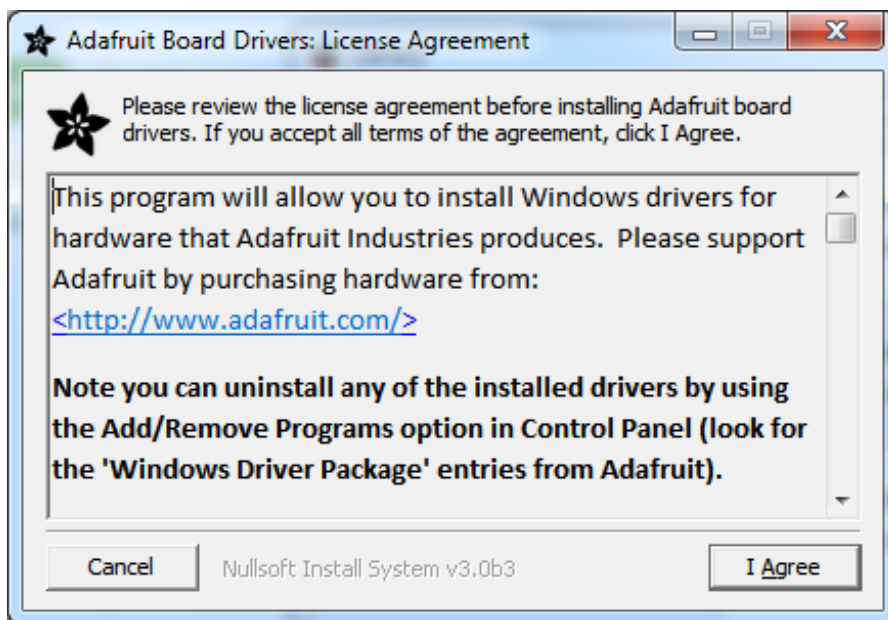 Adafruit Board Drivers: License Agreement
Please review the license agreement before installing Adafruit board
drivers. If you accept all terms of the agreement, click I Agree.
This program will allow you to install Windows drivers for
hardware that Adafruit Industries produces.  Please support
Adafruit by purchasing hardware from:
<http://www.adafruit.com/>
Note you can uninstall any of the installed drivers by using
the Add/Remove Programs option in Control Panel (look for
the 'Windows Driver Package' entries from Adafruit).
Cancel Nullsoft Install System v3.0b3 I Agree